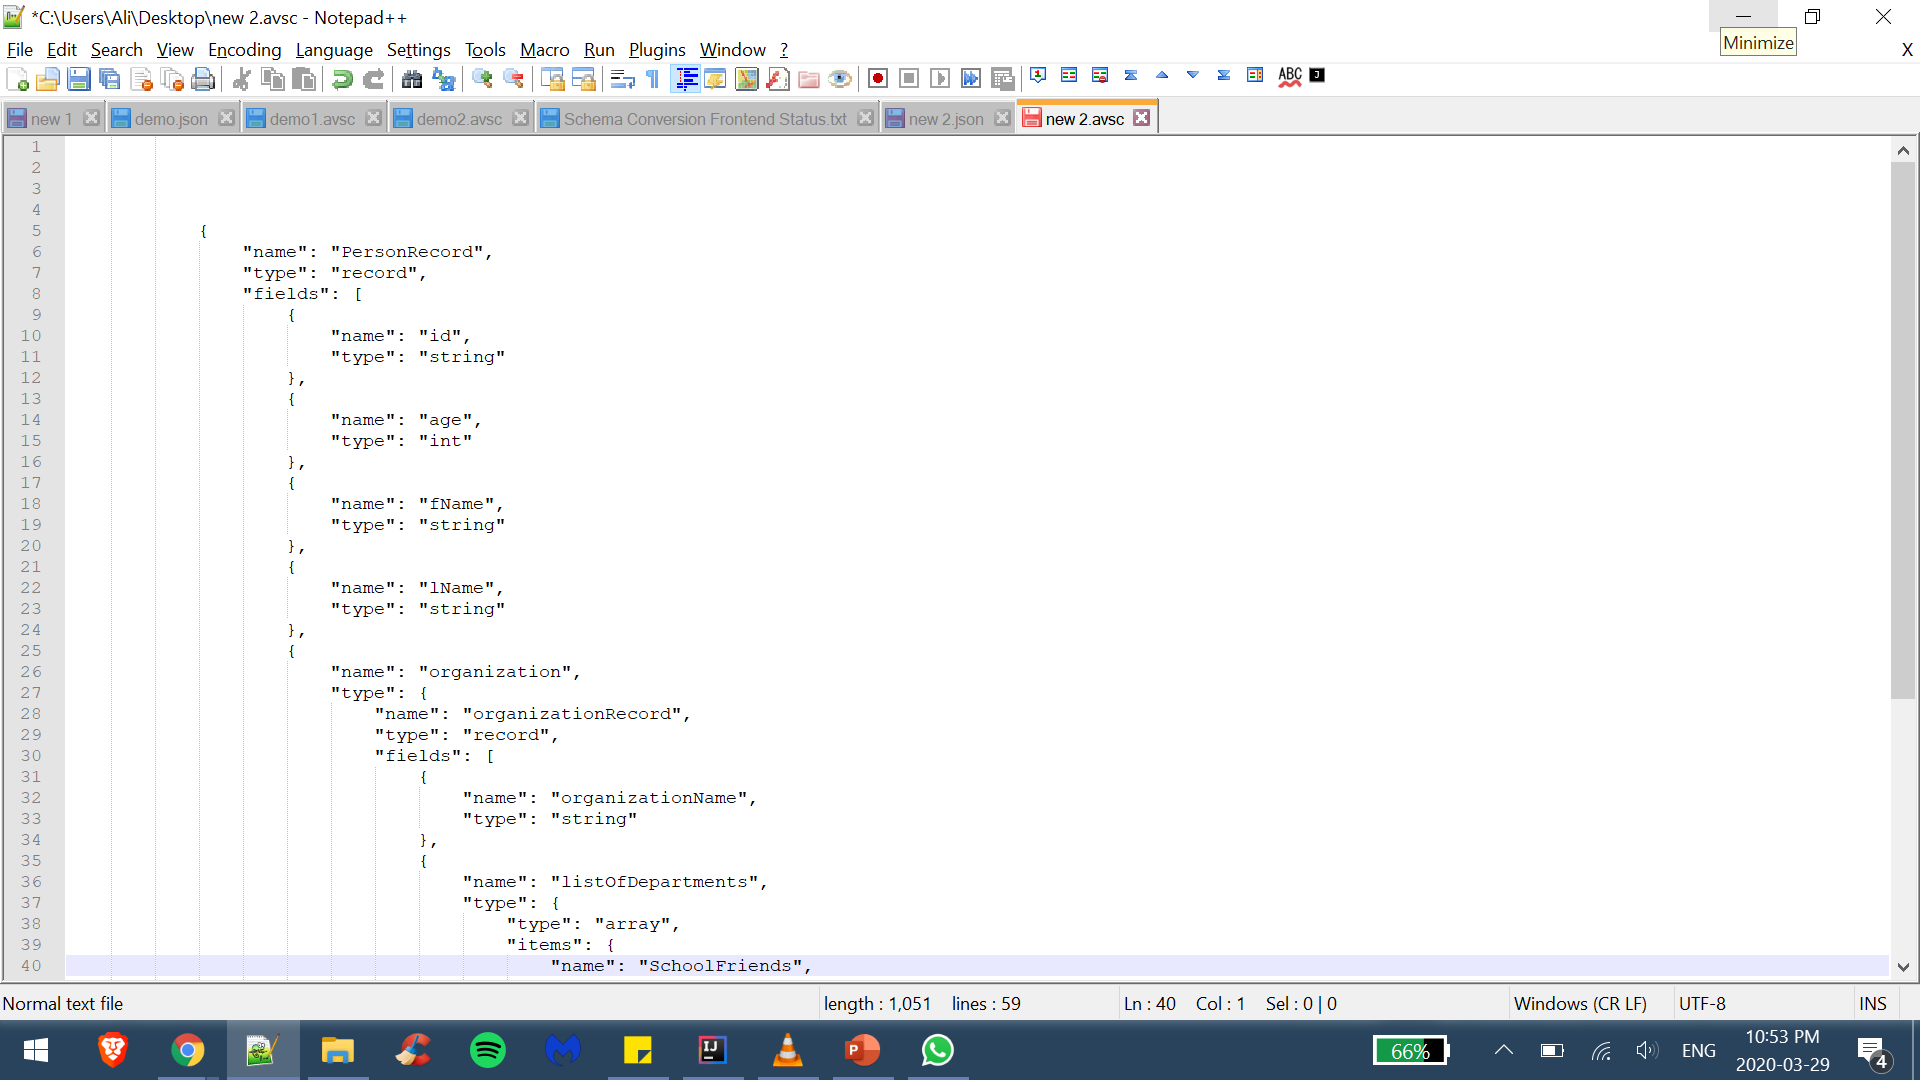 *C:\Users\Ali\Desktop\new 2.avsc - Notepad++
Minimize
File Edit Search View Encoding Language Settings Tools Macro Run Plugins Window ? X
ABC
new 1 demo.json demo1.avsc demo2.avsc Schema Conversion Frontend Status.txt new 2.json new 2.avsc
1
2
3
4
5 {
6 "name": "PersonRecord",
7 "type": "record",
8 "fields": [
9 {
10 "name": "id",
11 "type": "string"
12 },
13 {
14 "name": "age",
15 "type": "int"
16 },
17 {
18 "name": "fName",
19 "type": "string"
20 },
21 {
22 "name": "lName",
23 "type": "string"
24 },
25 {
26 "name": "organization",
27 "type": {
28 "name": "organizationRecord",
29 "type": "record",
30 "fields": [
31 {
32 "name": "organizationName",
33 "type": "string"
34 },
35 {
36 "name": "listOfDepartments",
37 "type": {
38 "type": "array",
39 "items": {
40 "name": "SchoolFriends",
Normal text file length : 1,051 lines : 59 Ln : 40 Col : 1 Sel : 0 | 0 Windows (CR LF) UTF-8 INS
IJ P 66% ENG 10:53 PM 4
2020-03-29